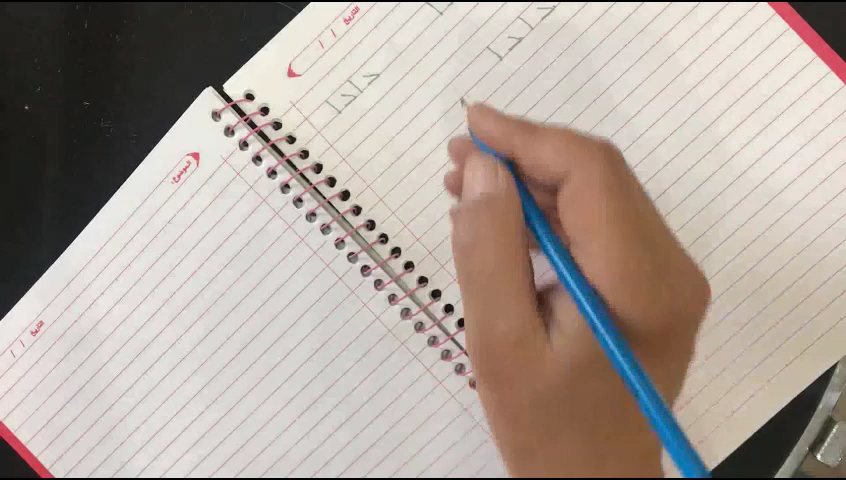 التاريخ / /
دادا
دادا
الموضوع:
التاريخ / /